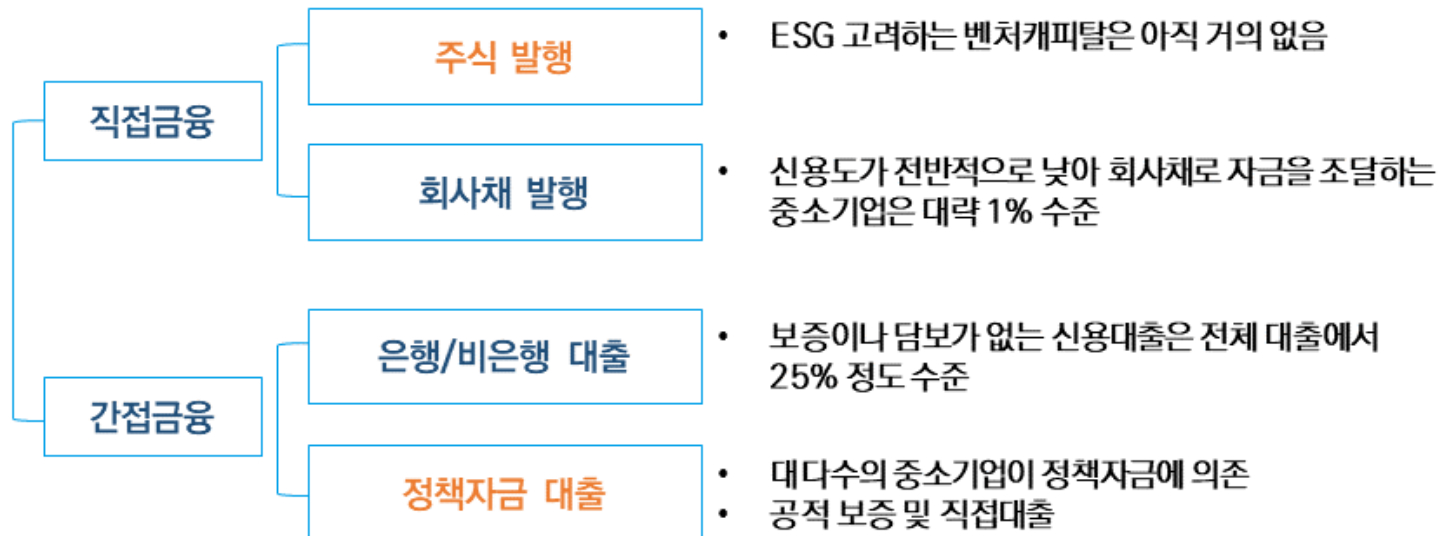 주식 발행
• ESG 고려하는 벤처캐피탈은 아직 거의 없음
직접금융
회사채 발행
• 신용도가 전반적으로 낮아 회사채로 자금을 조달하는
중소기업은 대략 1% 수준
은행/비은행 대출
• 보증이나 담보가 없는 신용대출은 전체 대출에서
25% 정도 수준
간접금융
정책자금 대출
• 대다수의 중소기업이 정책자금에 의존
• 공적 보증 및 직접대출